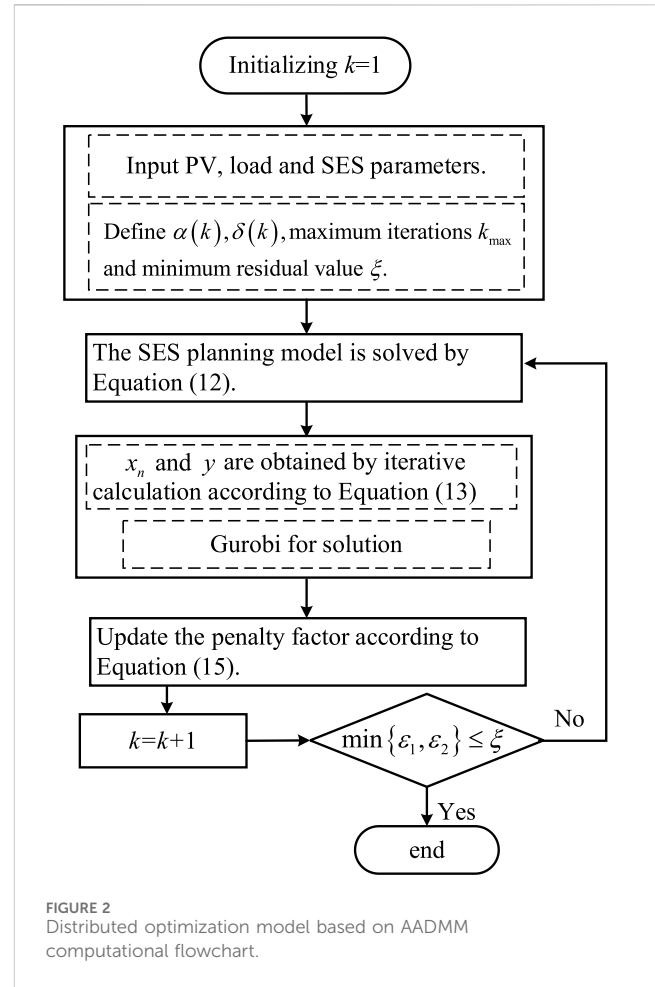 Initializing k=1
Input PV, load and SES parameters.
Define α(k), δ(k), maximum iterations k_max
and minimum residual value ξ.
The SES planning model is solved by
Equation (12).
x_n and y are obtained by iterative
calculation according to Equation (13)
Gurobi for solution
Update the penalty factor according to
Equation (15).
k=k+1
min{ε₁,ε₂} ≤ ξ
No
Yes
end
FIGURE 2
Distributed optimization model based on AADMM
computational flowchart.